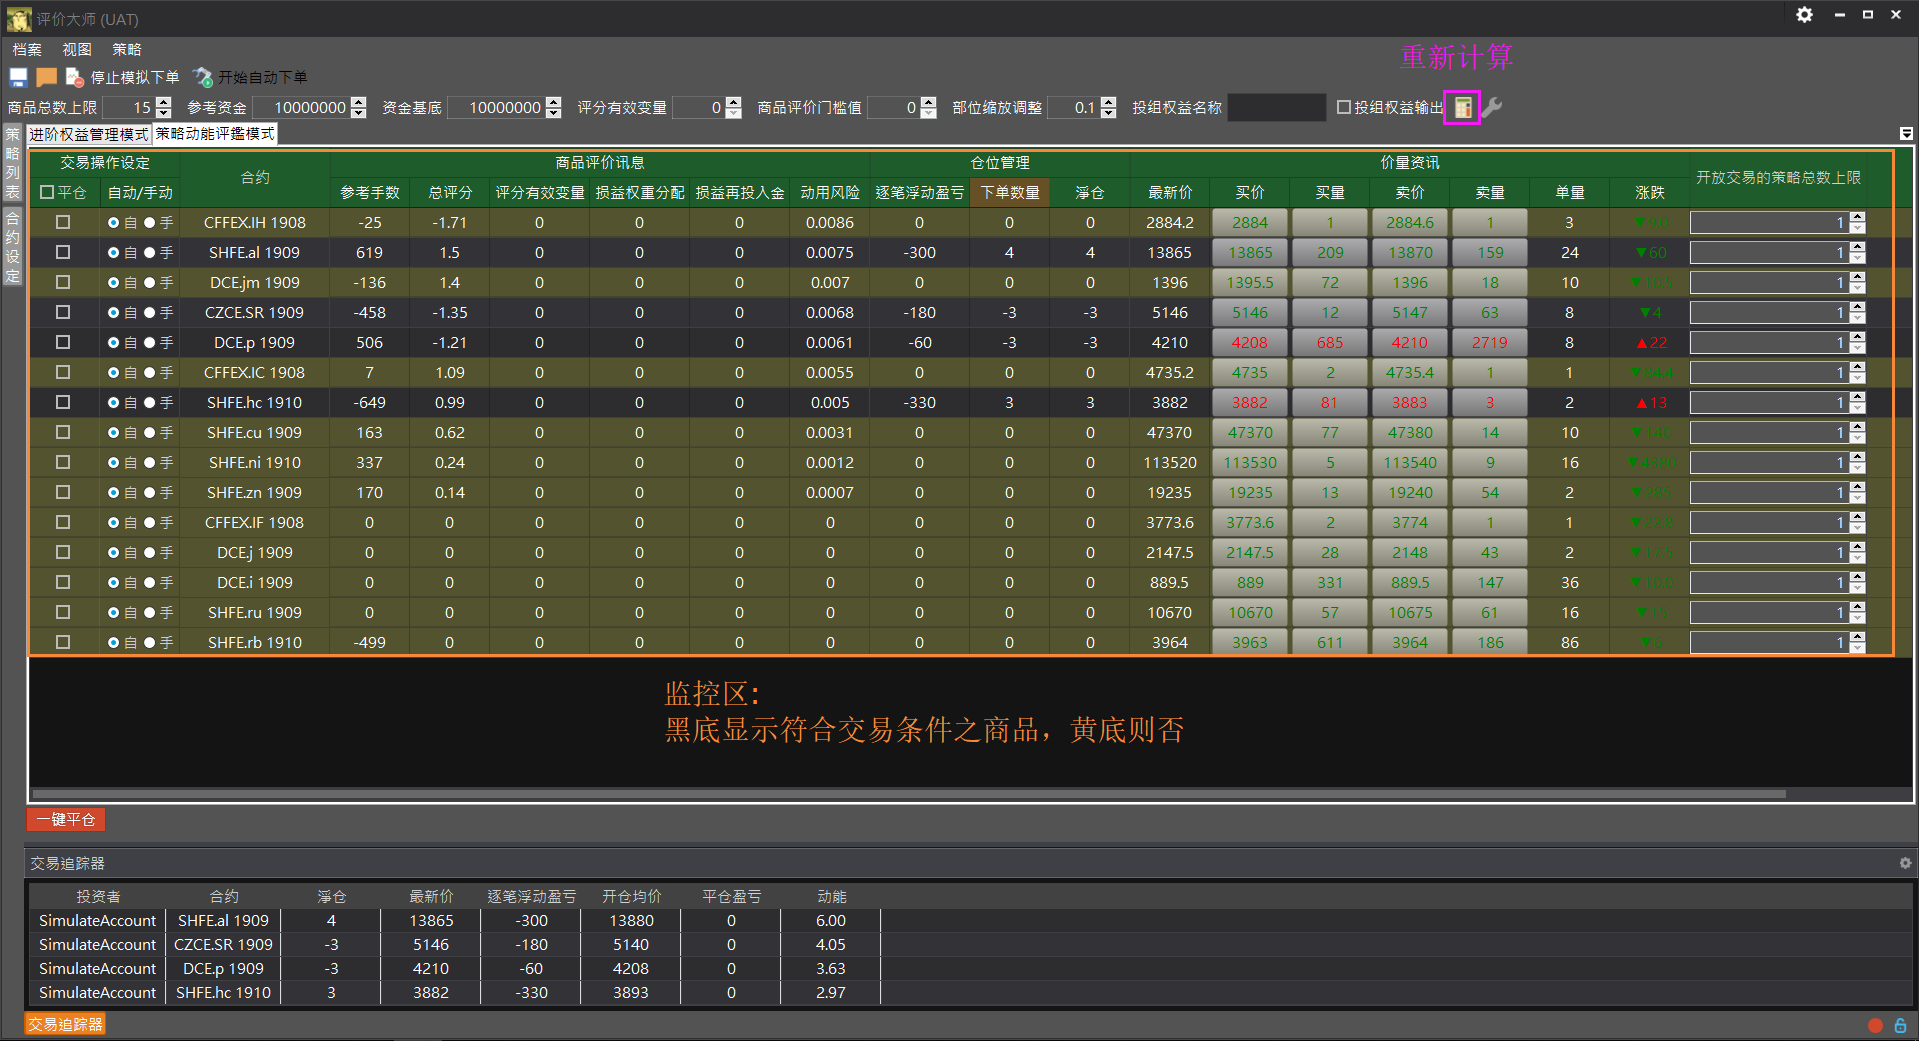 评价大师 (UAT)
档案 视图 策略
重新计算
停止模拟下单 开始自动下单
商品总数上限 15 参考资金 10000000 资金基底 10000000 评分有效变量 0 商品评价门槛值 0 部位缩放调整 0.1 投组权益名称 投组权益输出
策略列表
合约设定
进阶权益管理模式 策略动能评鑑模式
交易操作设定 合约 商品评价讯息 仓位管理 价量资讯 开放交易的策略总数上限
平仓 自动/手动 参考手数 总评分 评分有效变量 损益权重分配 损益再投入金 动用风险 逐笔浮动盈亏 下单数量 淨仓 最新价 买价 买量 卖价 卖量 单量 涨跌
自 手 CFFEX.IH 1908 -25 -1.71 0 0 0 0.0086 0 0 0 2884.2 2884 1 2884.6 1 3 1
自 手 SHFE.al 1909 619 1.5 0 0 0 0.0075 -300 4 4 13865 13865 209 13870 159 24 ▼60 1
自 手 DCE.jm 1909 -136 1.4 0 0 0 0.007 0 0 0 1396 1395.5 72 1396 18 10 1
自 手 CZCE.SR 1909 -458 -1.35 0 0 0 0.0068 -180 -3 -3 5146 5146 12 5147 63 8 ▼4 1
自 手 DCE.p 1909 506 -1.21 0 0 0 0.0061 -60 -3 -3 4210 4208 685 4210 2719 8 ▲22 1
自 手 CFFEX.IC 1908 7 1.09 0 0 0 0.0055 0 0 0 4735.2 4735 2 4735.4 1 1 1
自 手 SHFE.hc 1910 -649 0.99 0 0 0 0.005 -330 3 3 3882 3882 81 3883 3 2 ▲13 1
自 手 SHFE.cu 1909 163 0.62 0 0 0 0.0031 0 0 0 47370 47370 77 47380 14 10 1
自 手 SHFE.ni 1910 337 0.24 0 0 0 0.0012 0 0 0 113520 113530 5 113540 9 16 1
自 手 SHFE.zn 1909 170 0.14 0 0 0 0.0007 0 0 0 19235 19235 13 19240 54 2 1
自 手 CFFEX.IF 1908 0 0 0 0 0 0 0 0 0 3773.6 3773.6 2 3774 1 1 1
自 手 DCE.j 1909 0 0 0 0 0 0 0 0 0 2147.5 2147.5 28 2148 43 2 1
自 手 DCE.i 1909 0 0 0 0 0 0 0 0 0 889.5 889 331 889.5 147 36 1
自 手 SHFE.ru 1909 0 0 0 0 0 0 0 0 0 10670 10670 57 10675 61 16 1
自 手 SHFE.rb 1910 -499 0 0 0 0 0 0 0 0 3964 3963 611 3964 186 86 1
监控区:
黑底显示符合交易条件之商品，黄底则否
一键平仓
交易追踪器
投资者 合约 淨仓 最新价 逐笔浮动盈亏 开仓均价 平仓盈亏 动能
SimulateAccount SHFE.al 1909 4 13865 -300 13880 0 6.00
SimulateAccount CZCE.SR 1909 -3 5146 -180 5140 0 4.05
SimulateAccount DCE.p 1909 -3 4210 -60 4208 0 3.63
SimulateAccount SHFE.hc 1910 3 3882 -330 3893 0 2.97
交易追踪器